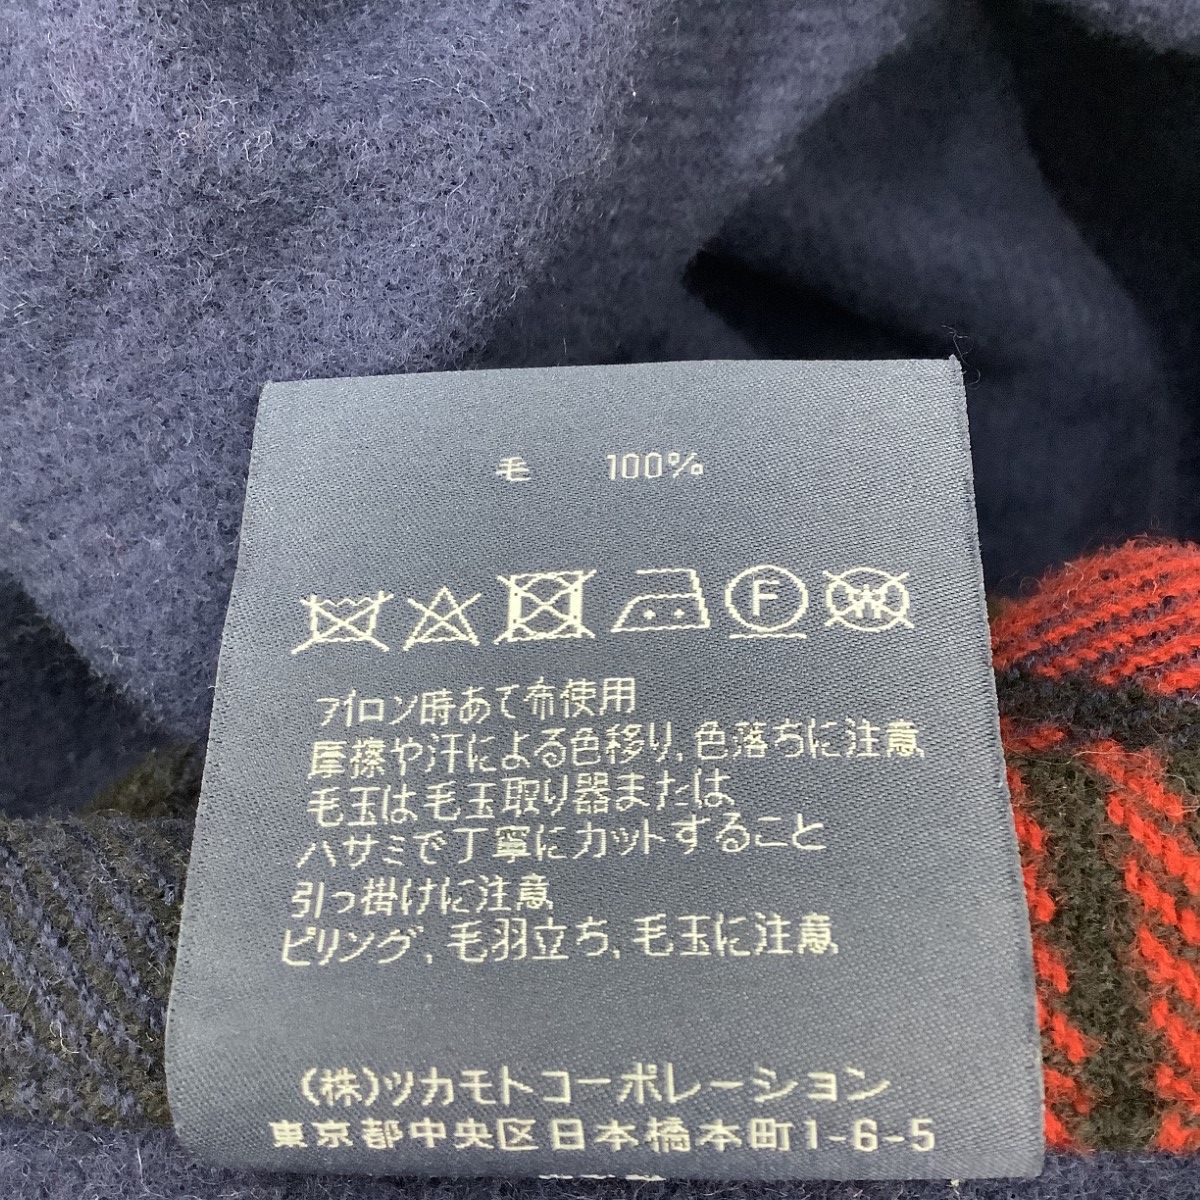 毛 100%
F W
アイロン時あて布使用
摩擦や汗による色移り,色落ちに注意
毛玉は毛玉取り器または
ハサミで丁寧にカットすること
引っ掛けに注意
ピリング、毛羽立ち、毛玉に注意
(株)ツカモトコーポレーション
東京都中央区日本橋本町1-6-5